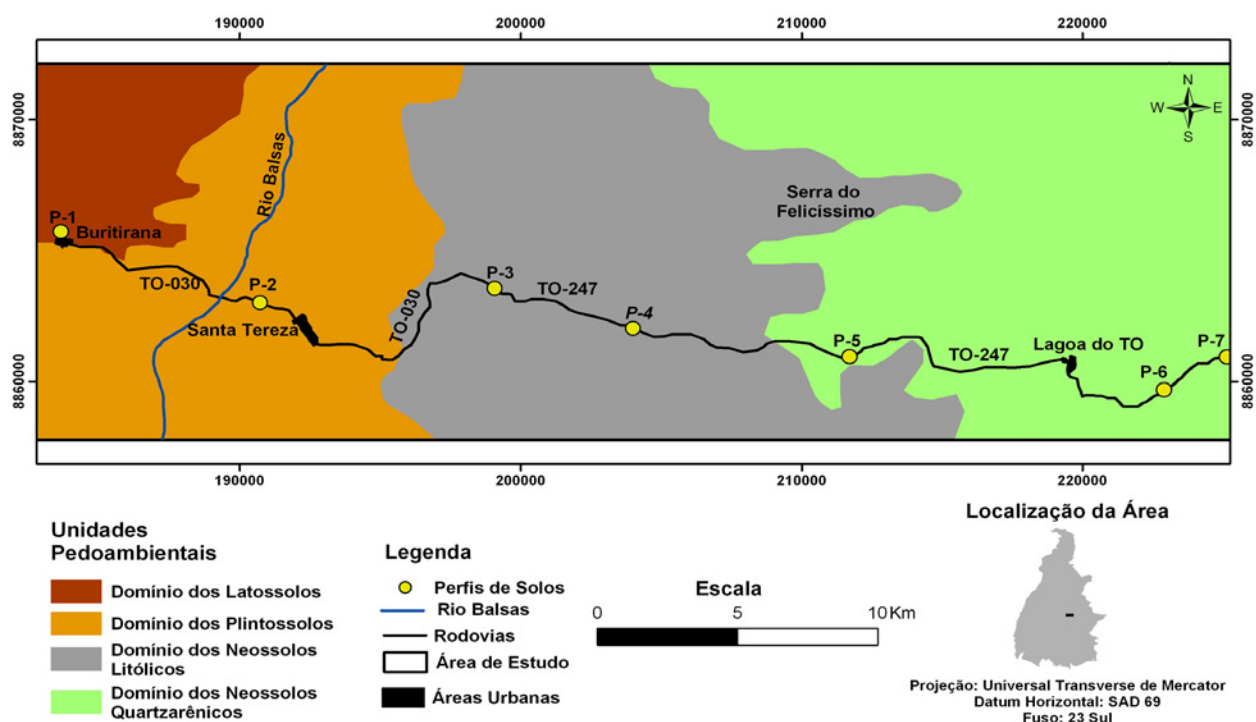 190000
200000
210000
220000
8870000
8870000
N
W E
S
Rio Balsas
Serra do
Felicíssimo
P-1
Buritirana
TO-030
P-2
Santa Tereza
TO-030
P-3
TO-247
P-4
P-5
TO-247
Lagoa do TO
P-6
P-7
8860000
8860000
190000
200000
210000
220000
Unidades
Pedoambientais
Domínio dos Latossolos
Domínio dos Plintossolos
Domínio dos Neossolos
Litólicos
Domínio dos Neossolos
Quartzarênicos
Legenda
Perfis de Solos
Rio Balsas
Rodovias
Área de Estudo
Áreas Urbanas
Escala
0 5 10 Km
Localização da Área
Projeção: Universal Transverse de Mercator
Datum Horizontal: SAD 69
Fuso: 23 Sul